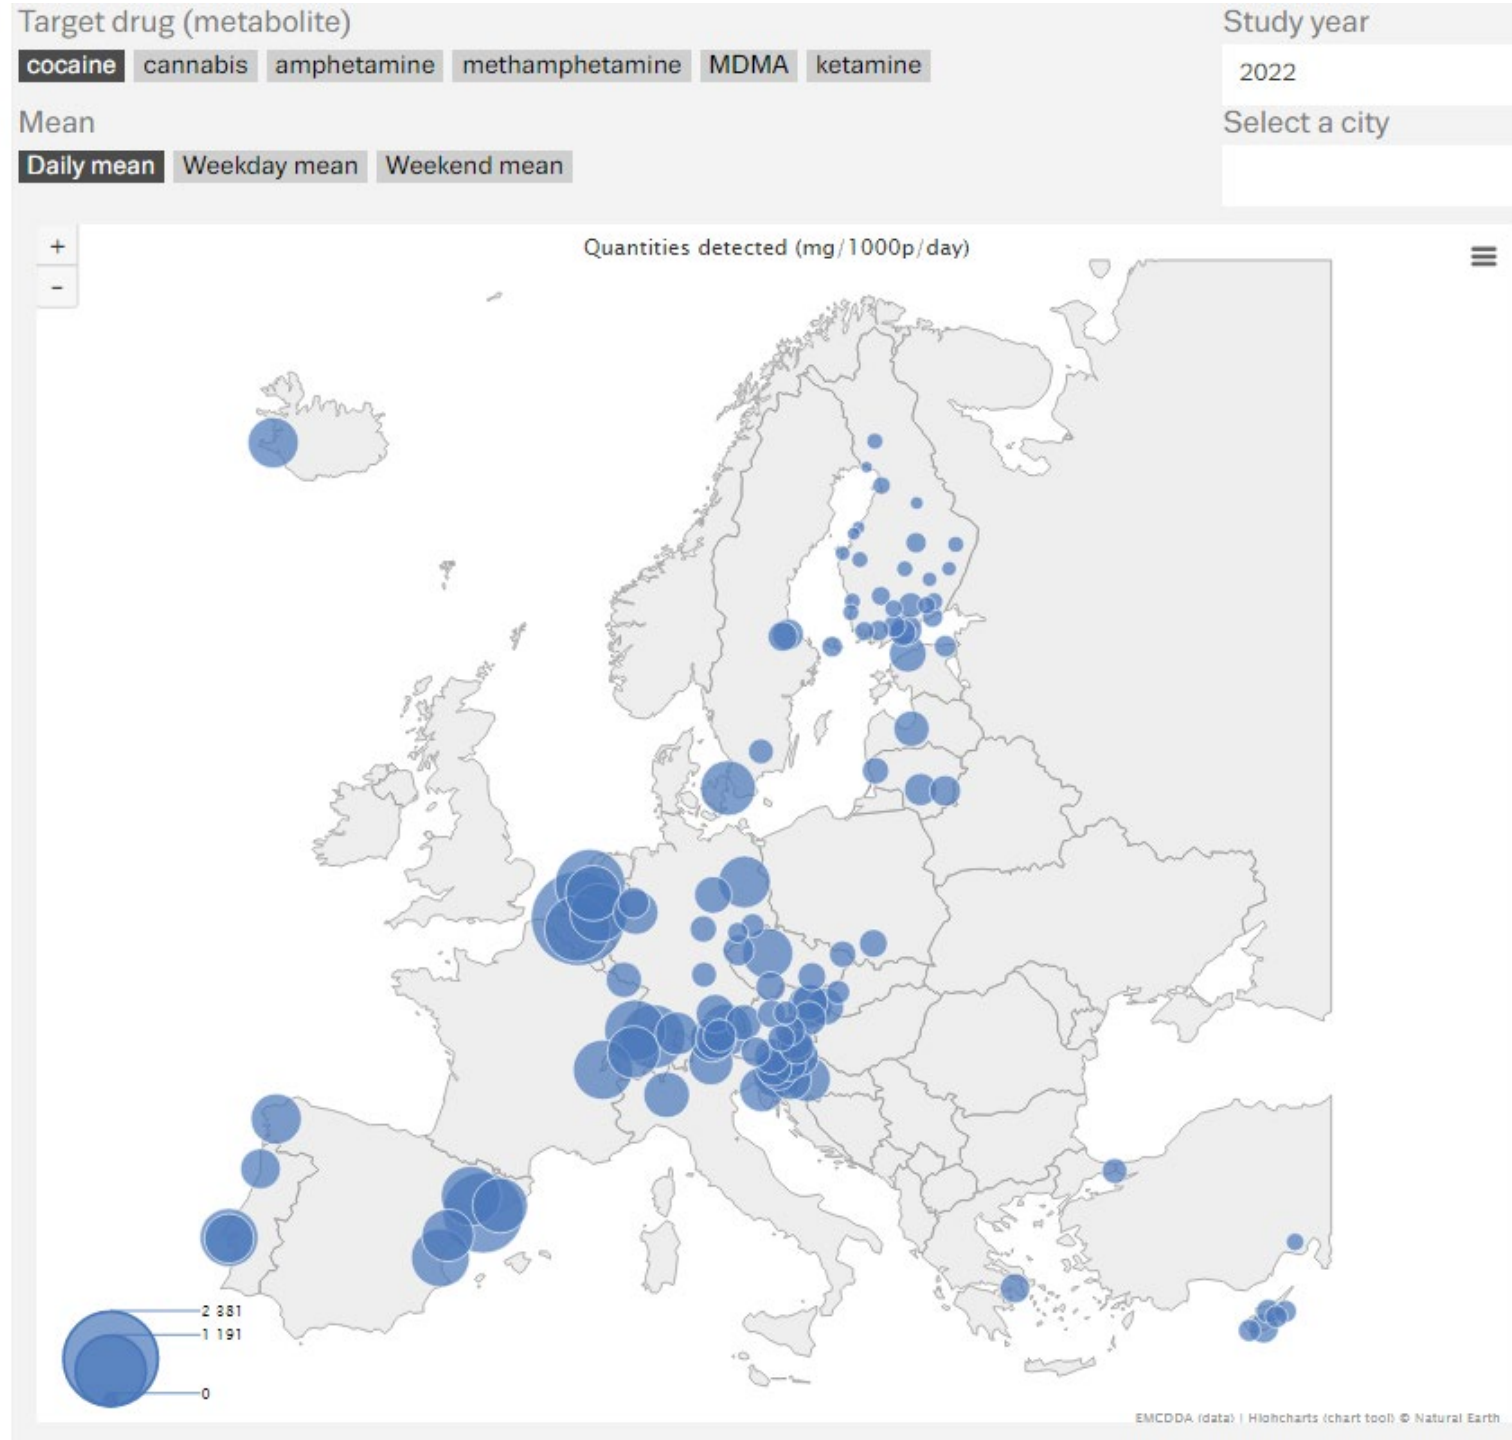 Target drug (metabolite)
Study year
cocaine cannabis amphetamine methamphetamine MDMA ketamine
2022
Mean
Select a city
Daily mean Weekday mean Weekend mean
+
-
Quantities detected (mg/1000p/day)
2 381
1 191
0
EMCDDA (data) | Highcharts (chart tool) © Natural Earth